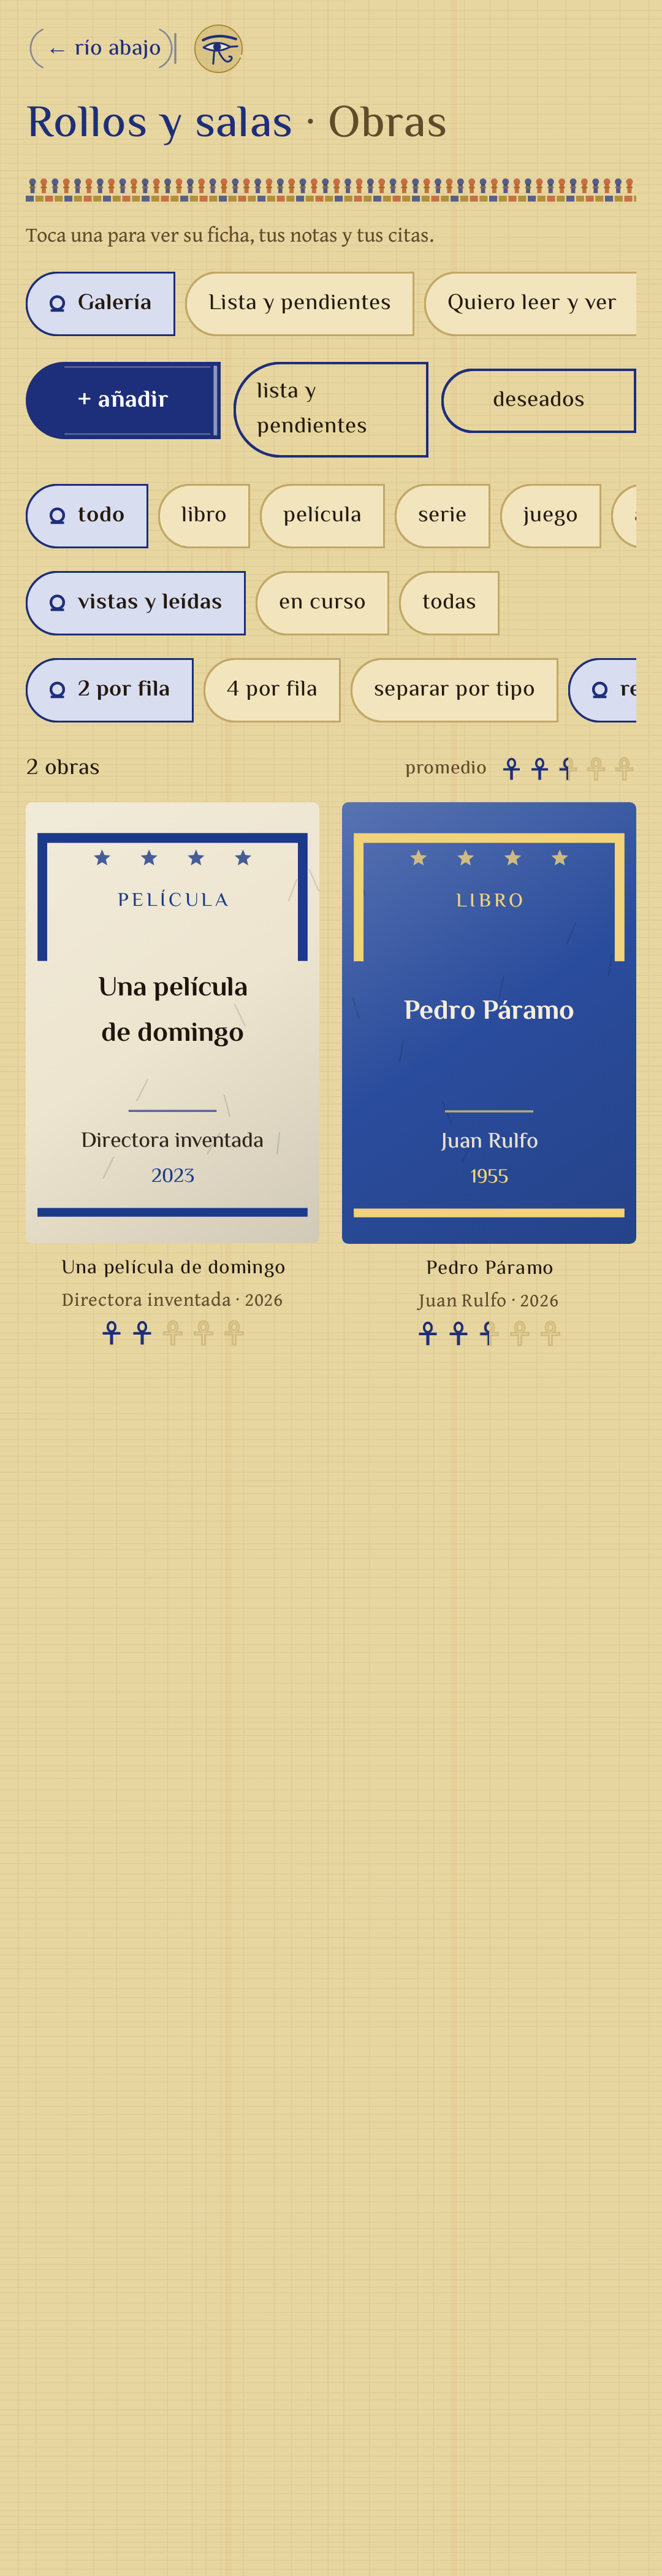 ← río abajo
Rollos y salas · Obras
Toca una para ver su ficha, tus notas y tus citas.
Galería
Lista y pendientes
Quiero leer y ver
+ añadir
lista y
pendientes
deseados
todo
libro
película
serie
juego
vistas y leídas
en curso
todas
2 por fila
4 por fila
separar por tipo
2 obras
promedio
PELÍCULA
Una película
de domingo
Directora inventada
2023
LIBRO
Pedro Páramo
Juan Rulfo
1955
Una película de domingo
Directora inventada · 2026
Pedro Páramo
Juan Rulfo · 2026